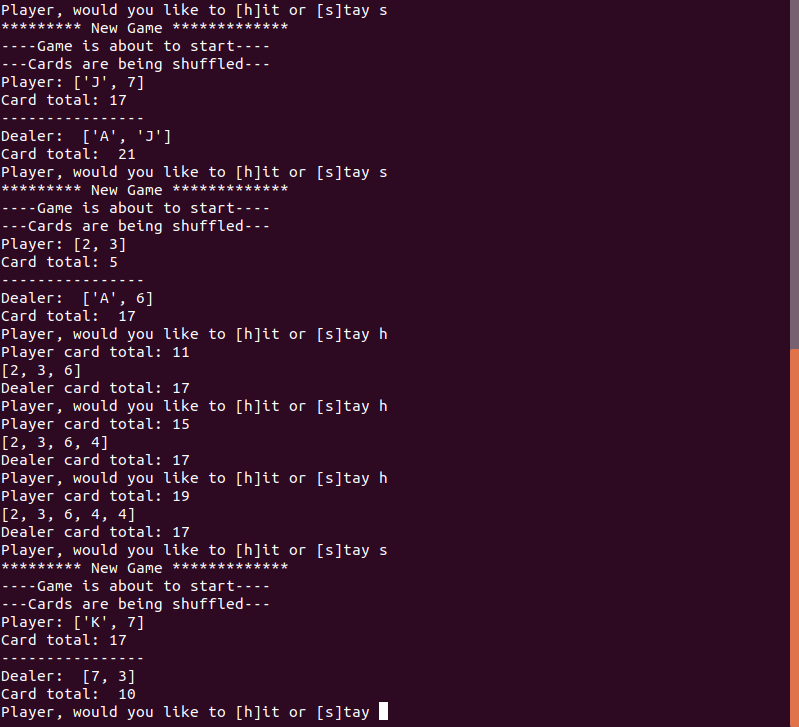 Player, would you like to [h]it or [s]tay s
********* New Game *************
----Game is about to start----
---Cards are being shuffled---
Player: ['J', 7]
Card total: 17
----------------
Dealer:  ['A', 'J']
Card total:  21
Player, would you like to [h]it or [s]tay s
********* New Game *************
----Game is about to start----
---Cards are being shuffled---
Player: [2, 3]
Card total: 5
----------------
Dealer:  ['A', 6]
Card total:  17
Player, would you like to [h]it or [s]tay h
Player card total: 11
[2, 3, 6]
Dealer card total: 17
Player, would you like to [h]it or [s]tay h
Player card total: 15
[2, 3, 6, 4]
Dealer card total: 17
Player, would you like to [h]it or [s]tay h
Player card total: 19
[2, 3, 6, 4, 4]
Dealer card total: 17
Player, would you like to [h]it or [s]tay s
********* New Game *************
----Game is about to start----
---Cards are being shuffled---
Player: ['K', 7]
Card total: 17
----------------
Dealer:  [7, 3]
Card total:  10
Player, would you like to [h]it or [s]tay